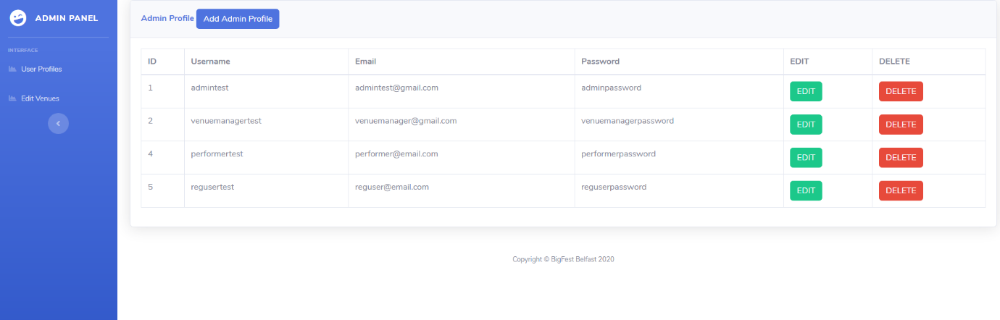 ADMIN PANEL
INTERFACE
User Profiles
Edit Venues
Admin Profile Add Admin Profile
ID Username Email Password EDIT DELETE
1 admintest admintest@gmail.com adminpassword EDIT DELETE
2 venuemanagertest venuemanager@gmail.com venuemanagerpassword EDIT DELETE
4 performertest performer@email.com performerpassword EDIT DELETE
5 regusertest reguser@email.com reguserpassword EDIT DELETE
Copyright © BigFest Belfast 2020